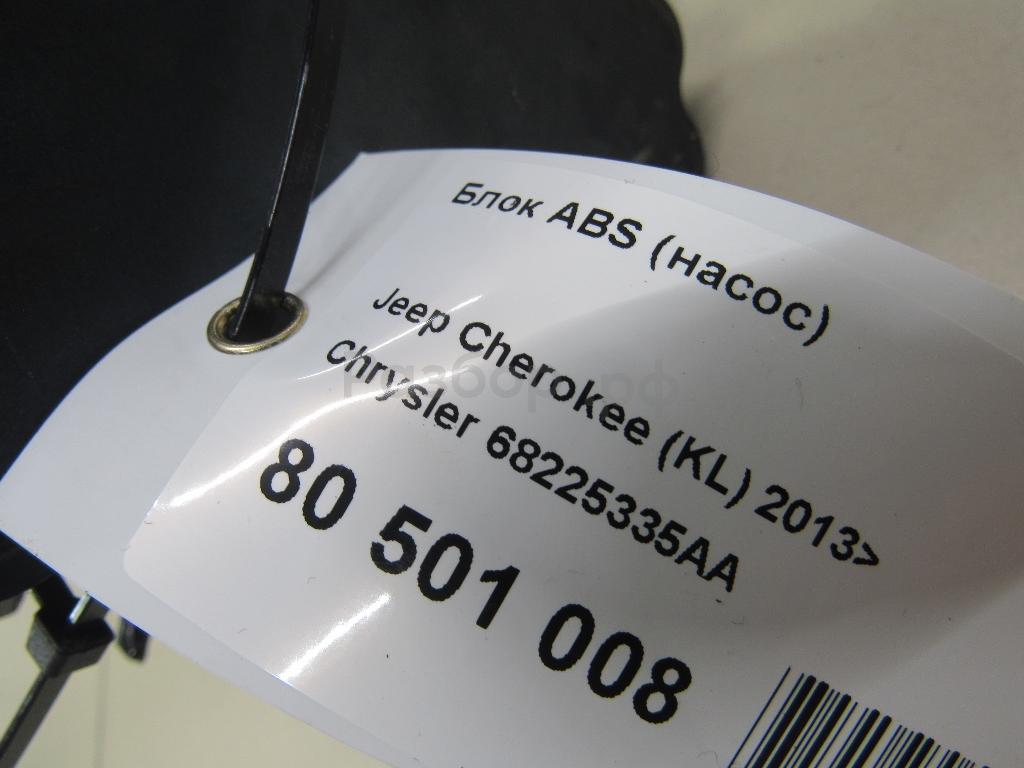 Блок ABS (насос)
Jeep Cherokee (KL) 2013>
Chrysler 68225335AA
80 501 008